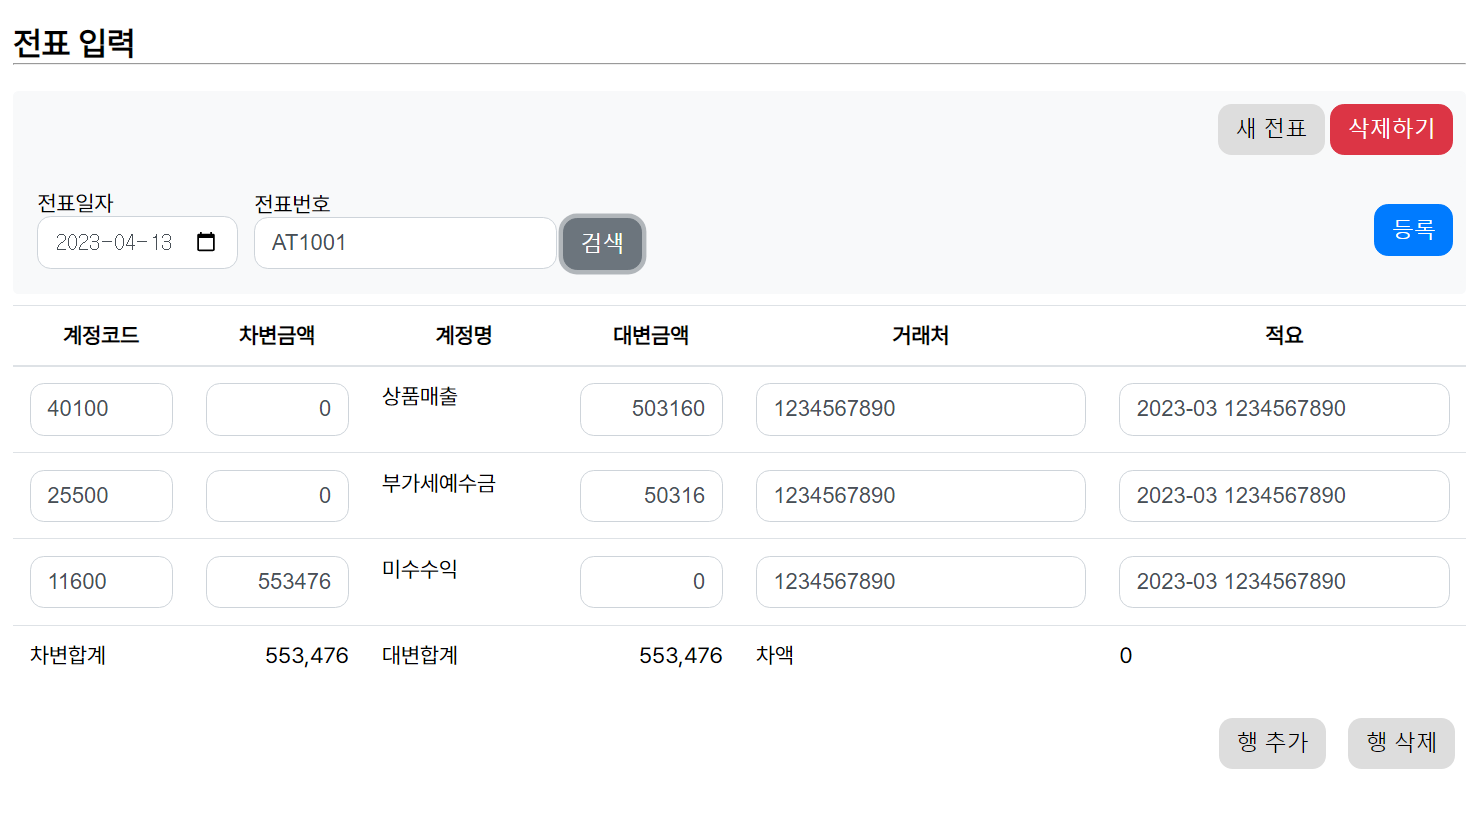 전표 입력
새 전표 삭제하기
전표일자 전표번호
2023-04-13 AT1001 검색 등록
계정코드 차변금액 계정명 대변금액 거래처 적요
40100 0 상품매출 503160 1234567890 2023-03 1234567890
25500 0 부가세예수금 50316 1234567890 2023-03 1234567890
11600 553476 미수수익 0 1234567890 2023-03 1234567890
차변합계 553,476 대변합계 553,476 차액 0
행 추가 행 삭제